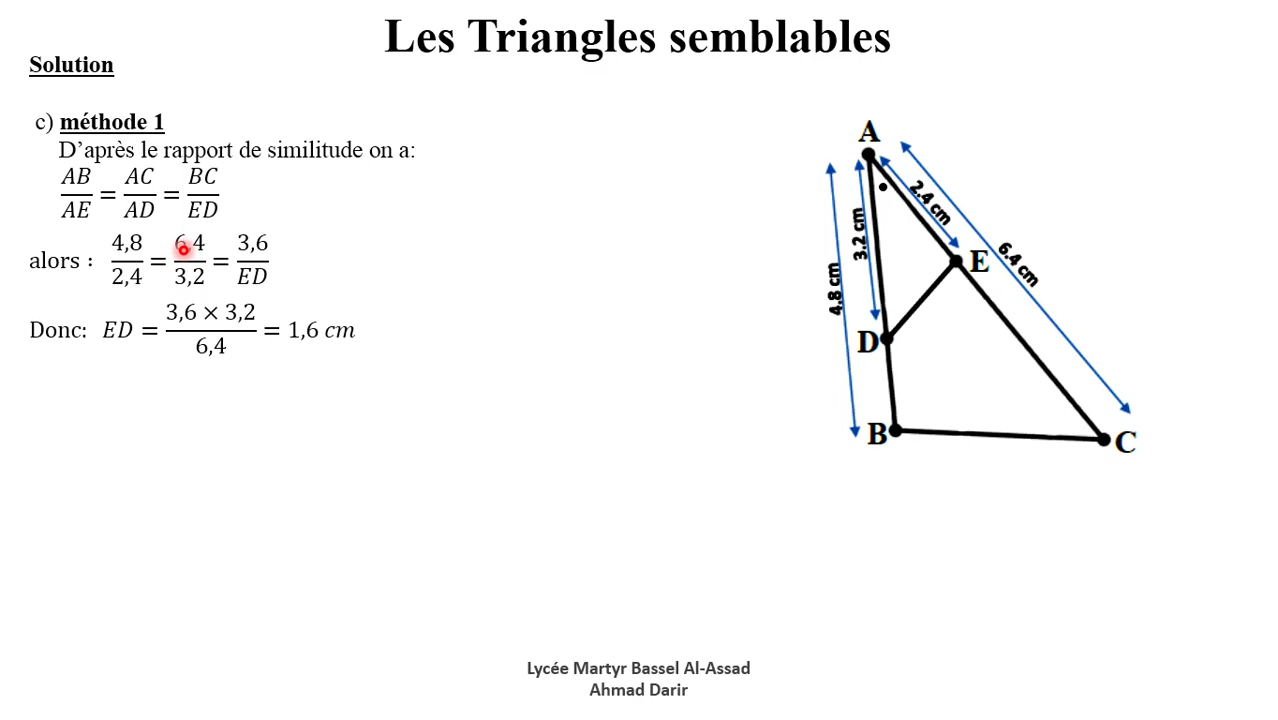 Les Triangles semblables
Solution
c) méthode 1
D’après le rapport de similitude on a:
AB/AE = AC/AD = BC/ED
alors : 4,8/2,4 = 6,4/3,2 = 3,6/ED
Donc: ED = 3,6 × 3,2/6,4 = 1,6 cm
A
2.4 cm
3.2 cm
6.4 cm
4.8 cm
E
D
B
C
Lycée Martyr Bassel Al-Assad
Ahmad Darir